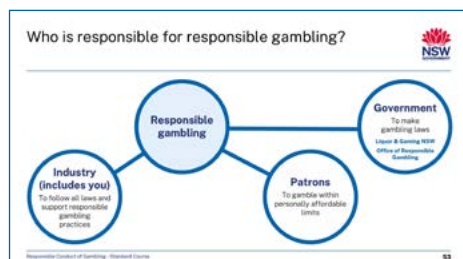 Who is responsible for responsible gambling?
NSW
GOVERNMENT
Responsible
gambling
Government
To make
gambling laws
Liquor & Gaming NSW
Office of Responsible
Gambling
Industry
(includes you)
To follow all laws and
support responsible
gambling
practices
Patrons
To gamble within
personally affordable
limits
Responsible Conduct of Gambling - Standard Course
53